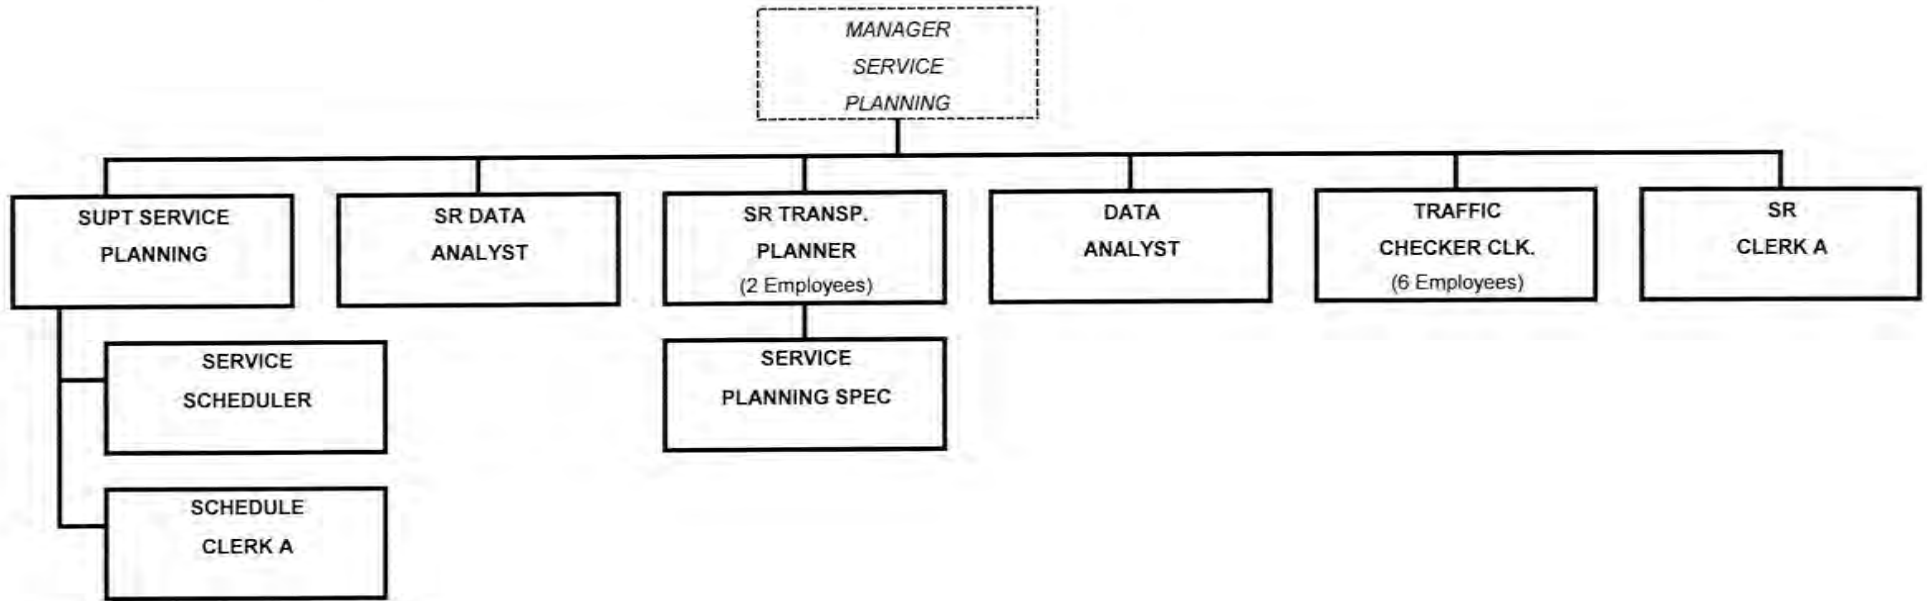 MANAGER
SERVICE
PLANNING
SUPT SERVICE
PLANNING
SR DATA
ANALYST
SR TRANSP.
PLANNER
(2 Employees)
DATA
ANALYST
TRAFFIC
CHECKER CLK.
(6 Employees)
SR
CLERK A
SERVICE
SCHEDULER
SERVICE
PLANNING SPEC
SCHEDULE
CLERK A